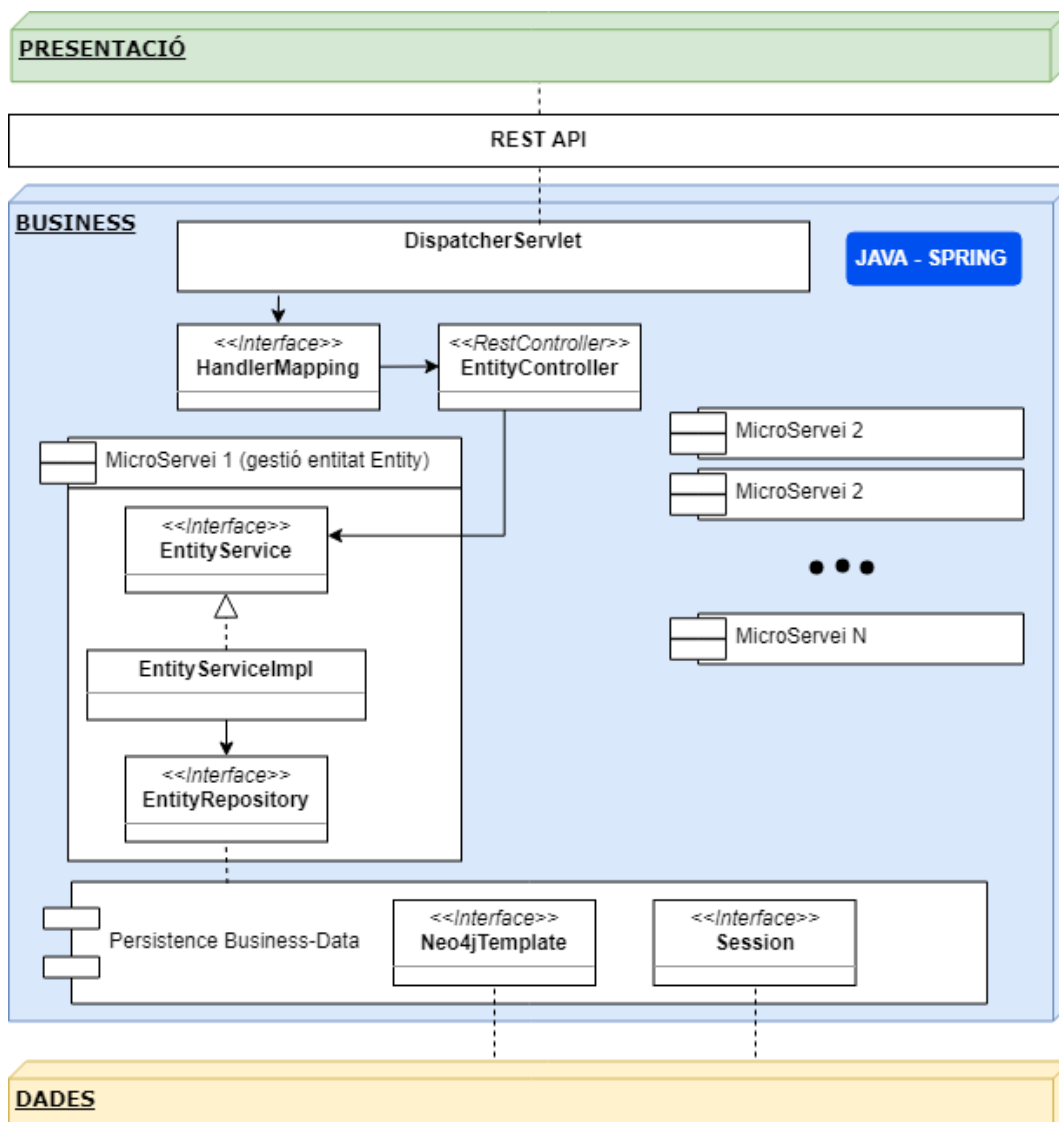 PRESENTACIÓ
REST API
BUSINESS
DispatcherServlet
JAVA - SPRING
<<Interface>>
HandlerMapping
<<RestController>>
EntityController
MicroServei 1 (gestió entitat Entity)
<<Interface>>
EntityService
EntityServiceImpl
<<Interface>>
EntityRepository
MicroServei 2
MicroServei 2
MicroServei N
Persistence Business-Data
<<Interface>>
Neo4jTemplate
<<Interface>>
Session
DADES